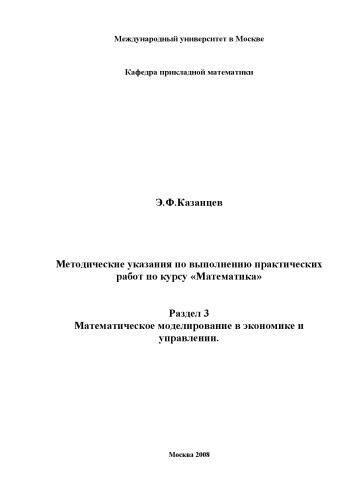 Международный университет в Москве
Кафедра прикладной математики
Э.Ф.Казанцев
Методические указания по выполнению практических
работ по курсу «Математика»
Раздел 3
Математическое моделирование в экономике и
управлении.
Москва 2008